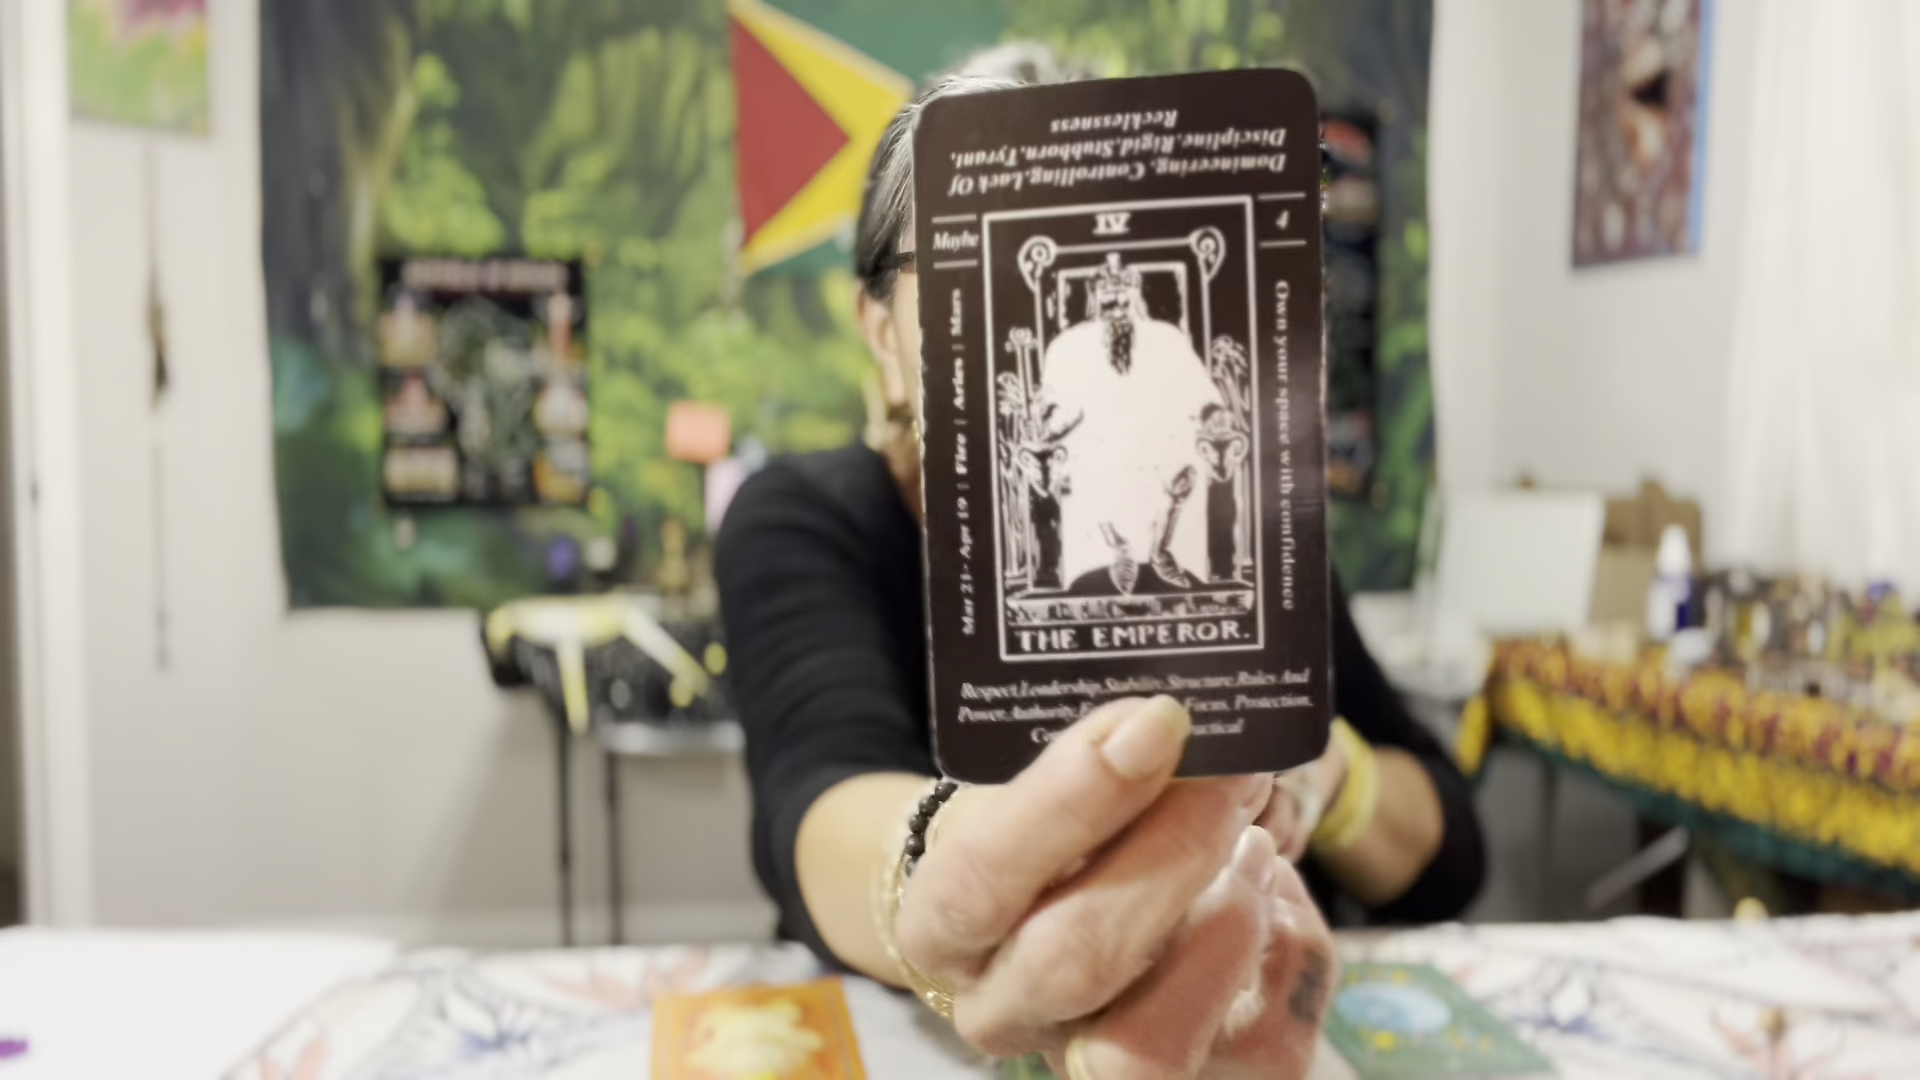 Domineering, Controlling, Lack Of
Discipline, Rigid, Stubborn, Tyrant,
Recklessness
Maybe
4
IV
Mar 21- Apr 19 | Fire | Aries | Mars
Own your space with confidence
THE EMPEROR.
Respect, Leadership, Stability, Structure, Rules And
Power, Authority, Focus, Protection,